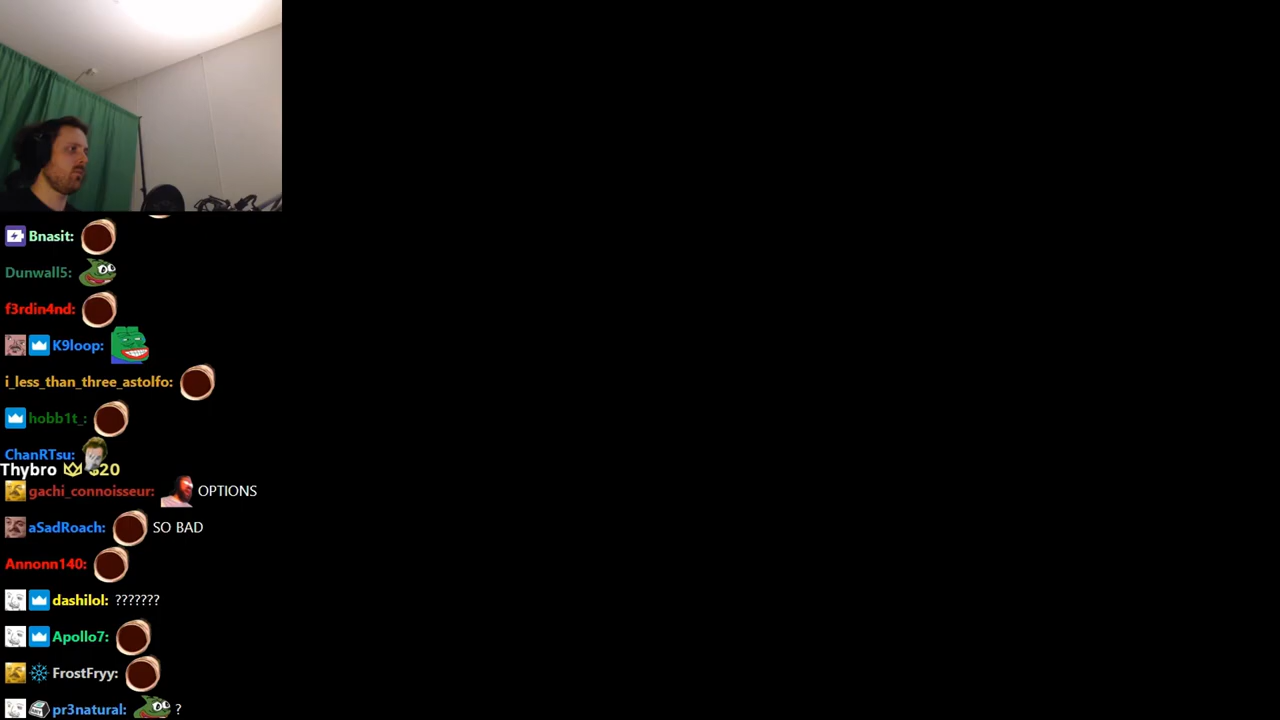 Bnasit:
Dunwall5:
f3rdin4nd:
K9loop:
i_less_than_three_astolfo:
hobb1t_:
ChanRTsu:
Thybro $20
gachi_connoisseur: OPTIONS
aSadRoach: SO BAD
Annonn140:
dashilol: ???????
Apollo7:
FrostFryy:
pr3natural: ?